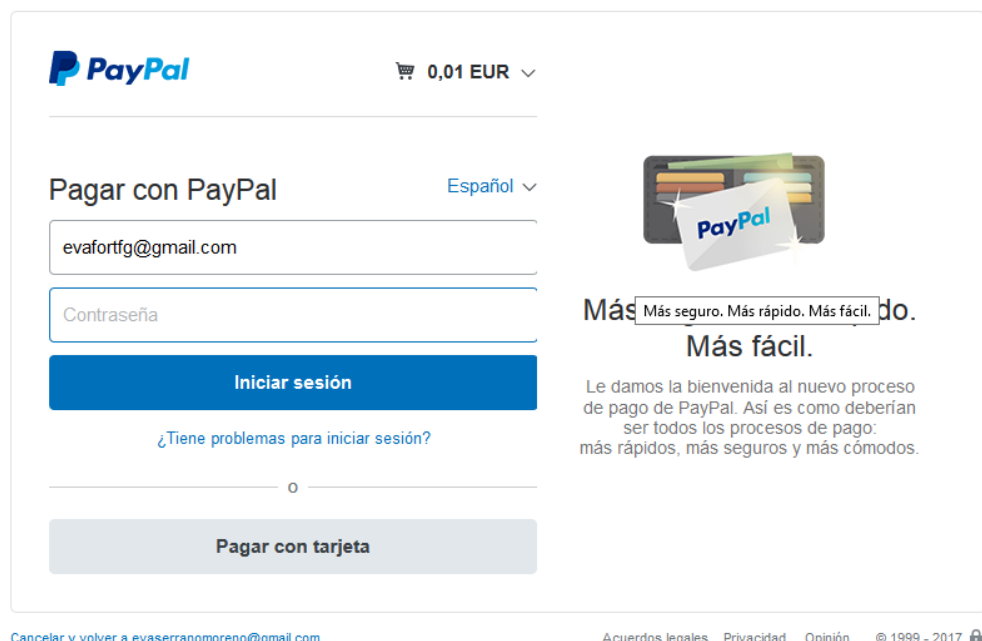 PayPal
0,01 EUR
Pagar con PayPal
Español
evafortfg@gmail.com
Contraseña
Iniciar sesión
¿Tiene problemas para iniciar sesión?
o
Pagar con tarjeta
PayPal
Más do.
Más seguro. Más rápido. Más fácil.
Más fácil.
Le damos la bienvenida al nuevo proceso
de pago de PayPal. Así es como deberían
ser todos los procesos de pago:
más rápidos, más seguros y más cómodos.
Cancelar y volver a evaserranomoreno@gmail.com
Acuerdos legales Privacidad Opinión © 1999 - 2017